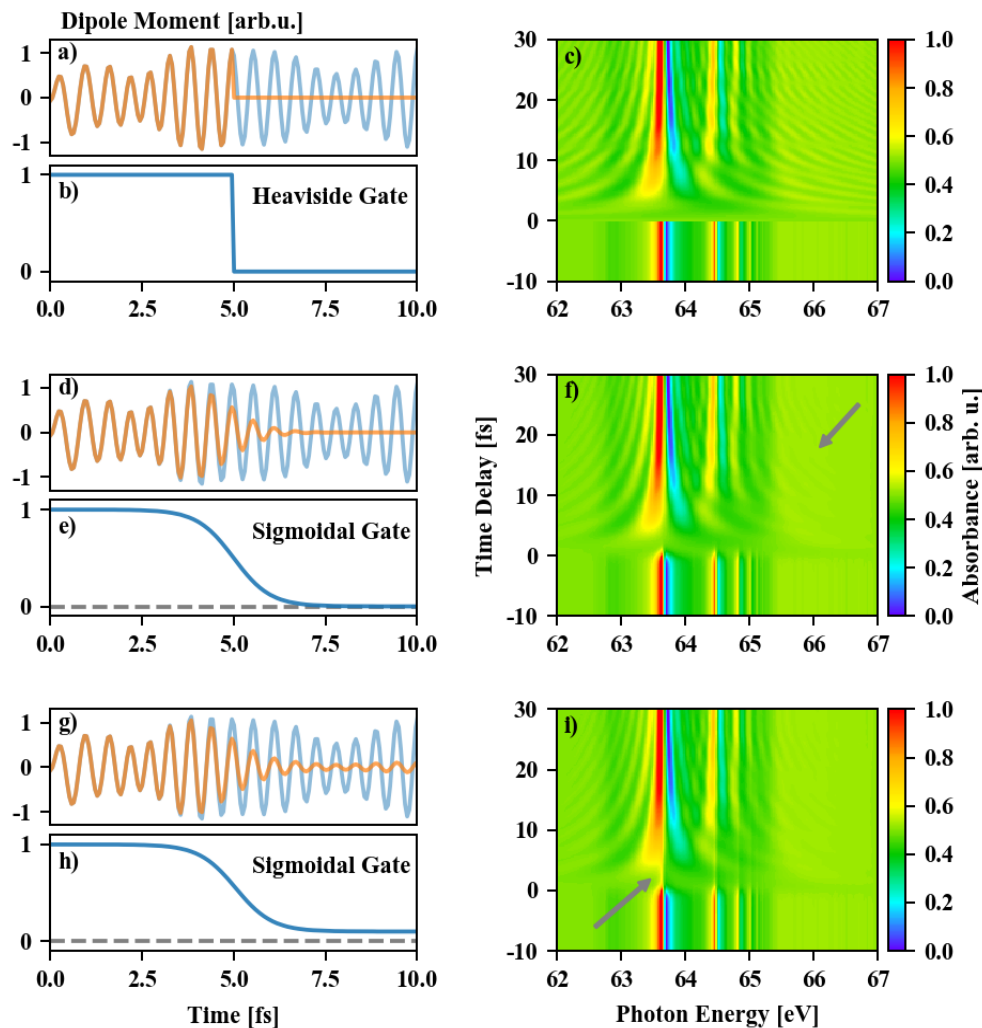 Dipole Moment [arb.u.]
a)
1
0
-1
b)
Heaviside Gate
1
0
0.0 2.5 5.0 7.5 10.0
c)
30
20
10
0
-10
62 63 64 65 66 67
1.0
0.8
0.6
0.4
0.2
0.0
d)
1
0
-1
e)
Sigmoidal Gate
1
0
0.0 2.5 5.0 7.5 10.0
f)
Time Delay [fs]
30
20
10
0
-10
62 63 64 65 66 67
1.0
0.8
0.6
0.4
0.2
0.0
Absorbance [arb. u.]
g)
1
0
-1
h)
Sigmoidal Gate
1
0
0.0 2.5 5.0 7.5 10.0
Time [fs]
i)
30
20
10
0
-10
62 63 64 65 66 67
Photon Energy [eV]
1.0
0.8
0.6
0.4
0.2
0.0